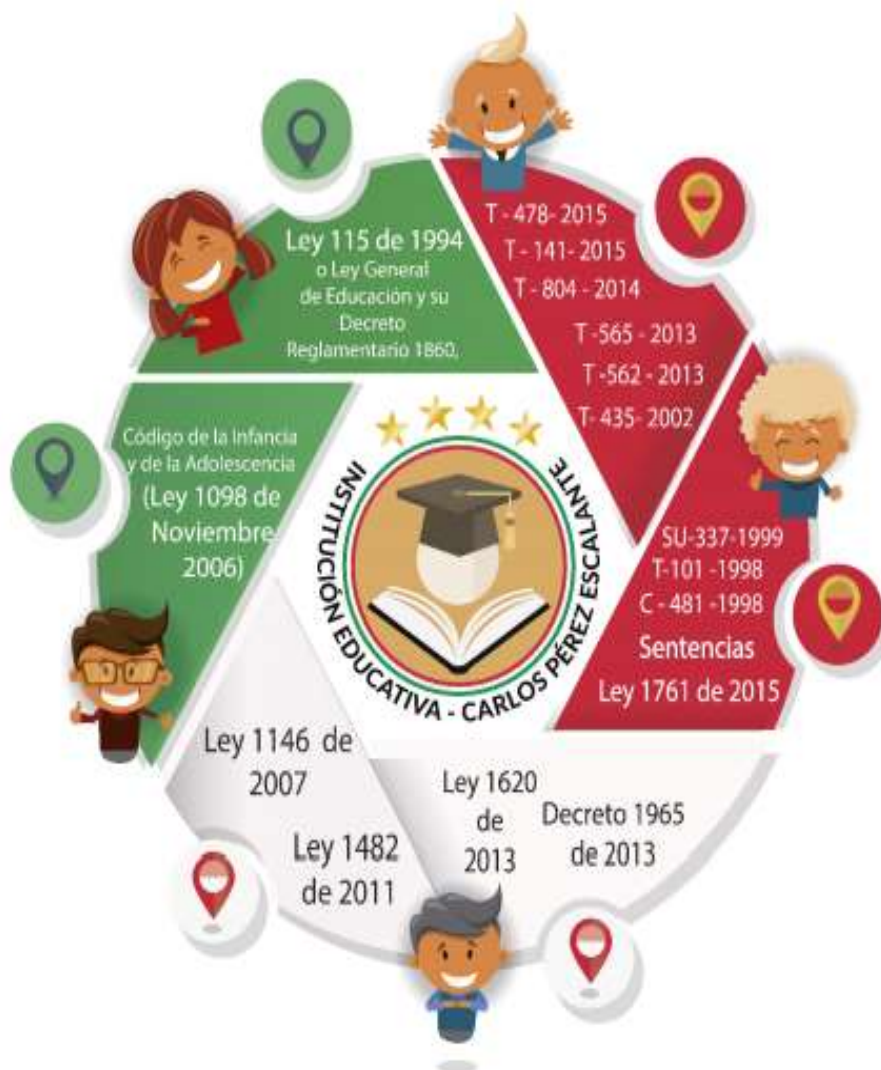 Ley 115 de 1994
o Ley General
de Educación y su
Decreto
Reglamentario 1860,
T - 478- 2015
T - 141- 2015
T - 804 - 2014
T -565 - 2013
T -562 - 2013
T- 435- 2002
SU-337-1999
T-101 -1998
C - 481 -1998
Sentencias
Ley 1761 de 2015
Ley 1620
de
2013
Decreto 1965
de 2013
Ley 1146 de
2007
Ley 1482
de 2011
Código de la Infancia
y de la Adolescencia
(Ley 1098 de
Noviembre
2006)
INSTITUCIÓN EDUCATIVA - CARLOS PÉREZ ESCALANTE